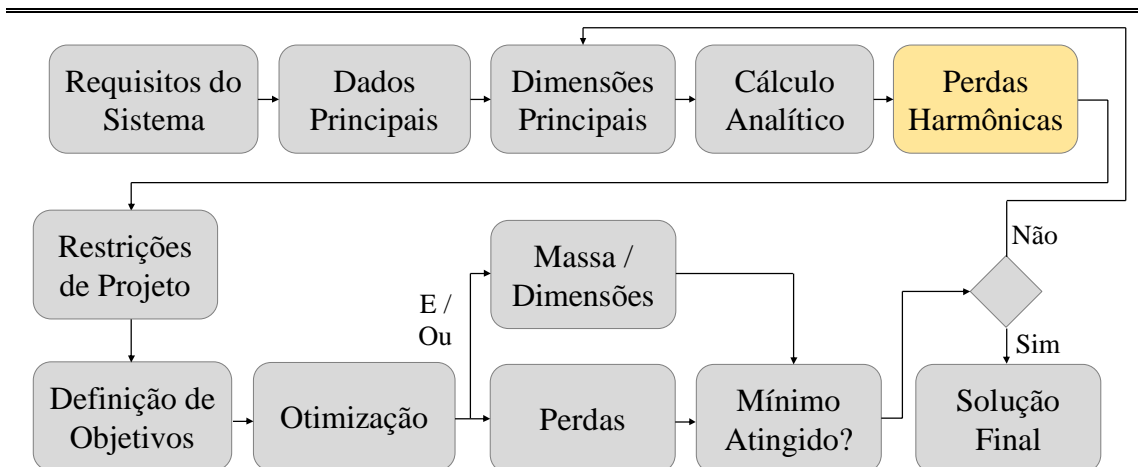 Requisitos do
Sistema
Dados
Principais
Dimensões
Principais
Cálculo
Analítico
Perdas
Harmônicas
Restrições
de Projeto
E /
Ou
Massa /
Dimensões
Não
Sim
Definição de
Objetivos
Otimização
Perdas
Mínimo
Atingido?
Solução
Final